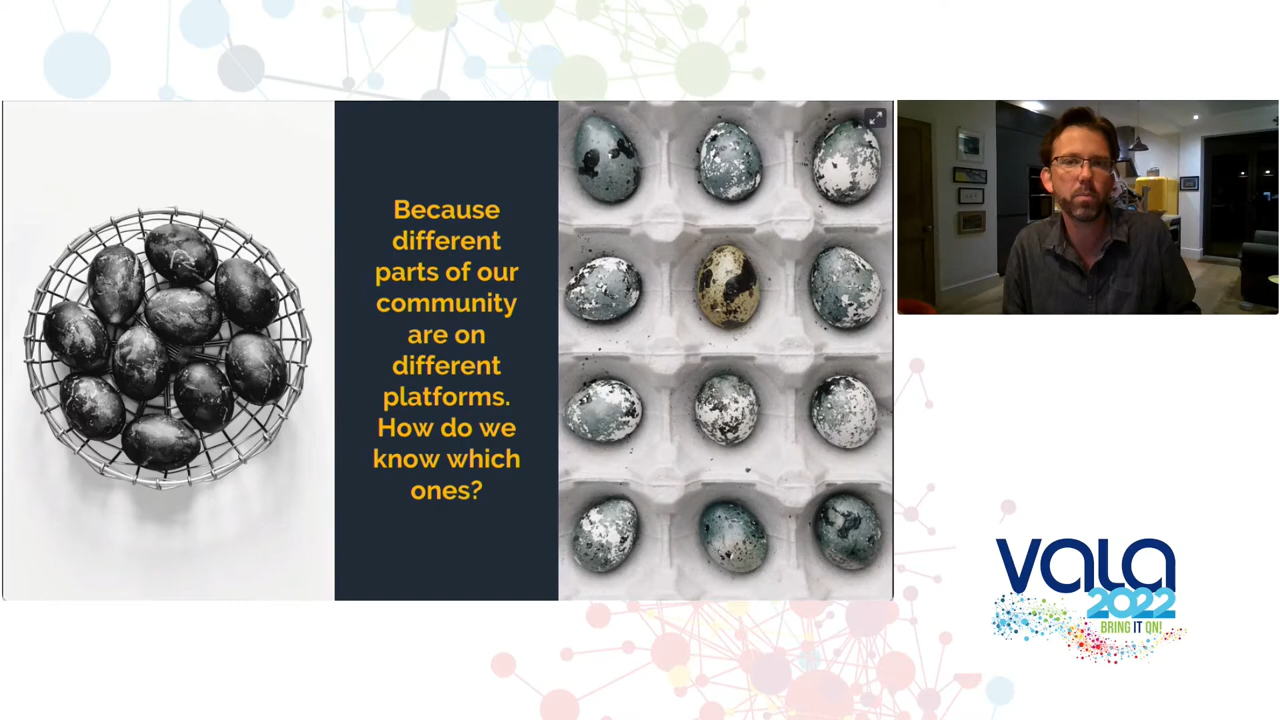 Because
different
parts of our
community
are on
different
platforms.
How do we
know which
ones?
VALA
2022
BRING IT ON!